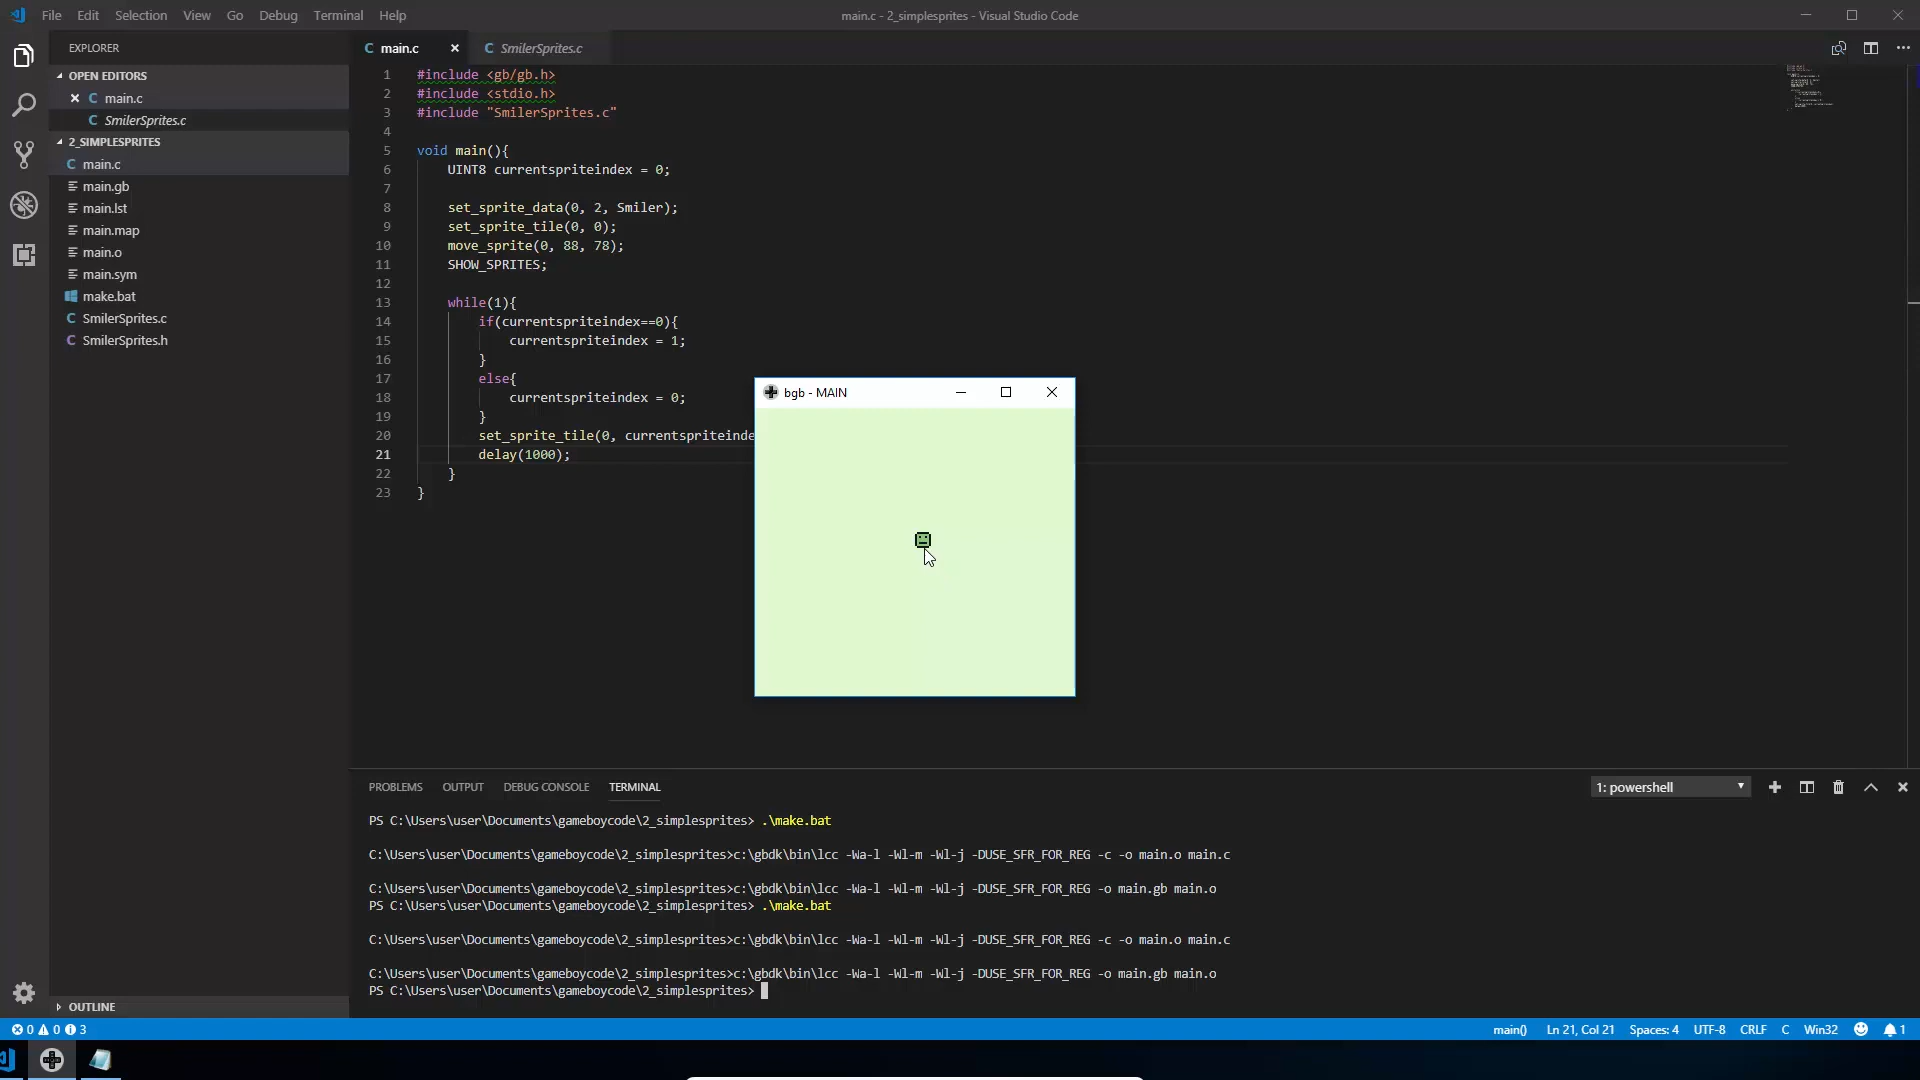 File Edit Selection View Go Debug Terminal Help
main.c - 2_simplesprites - Visual Studio Code
EXPLORER
OPEN EDITORS
main.c
SmilerSprites.c
2_SIMPLESPRITES
main.c
main.gb
main.lst
main.map
main.o
main.sym
make.bat
SmilerSprites.c
SmilerSprites.h
OUTLINE
C main.c
C SmilerSprites.c
1 #include <gb/gb.h>
2 #include <stdio.h>
3 #include "SmilerSprites.c"
4
5 void main(){
6 UINT8 currentspriteindex = 0;
7
8 set_sprite_data(0, 2, Smiler);
9 set_sprite_tile(0, 0);
10 move_sprite(0, 88, 78);
11 SHOW_SPRITES;
12
13 while(1){
14 if(currentspriteindex==0){
15 currentspriteindex = 1;
16 }
17 else{
18 currentspriteindex = 0;
19 }
20 set_sprite_tile(0, currentspriteinde
21 delay(1000);
22 }
23 }
bgb - MAIN
PROBLEMS OUTPUT DEBUG CONSOLE TERMINAL
1: powershell
PS C:\Users\user\Documents\gameboycode\2_simplesprites> .\make.bat
C:\Users\user\Documents\gameboycode\2_simplesprites>c:\gbdk\bin\lcc -Wa-l -Wl-m -Wl-j -DUSE_SFR_FOR_REG -c -o main.o main.c
C:\Users\user\Documents\gameboycode\2_simplesprites>c:\gbdk\bin\lcc -Wa-l -Wl-m -Wl-j -DUSE_SFR_FOR_REG -o main.gb main.o
PS C:\Users\user\Documents\gameboycode\2_simplesprites> .\make.bat
C:\Users\user\Documents\gameboycode\2_simplesprites>c:\gbdk\bin\lcc -Wa-l -Wl-m -Wl-j -DUSE_SFR_FOR_REG -c -o main.o main.c
C:\Users\user\Documents\gameboycode\2_simplesprites>c:\gbdk\bin\lcc -Wa-l -Wl-m -Wl-j -DUSE_SFR_FOR_REG -o main.gb main.o
PS C:\Users\user\Documents\gameboycode\2_simplesprites>
0 0 3
main() Ln 21, Col 21 Spaces: 4 UTF-8 CRLF C Win32 1